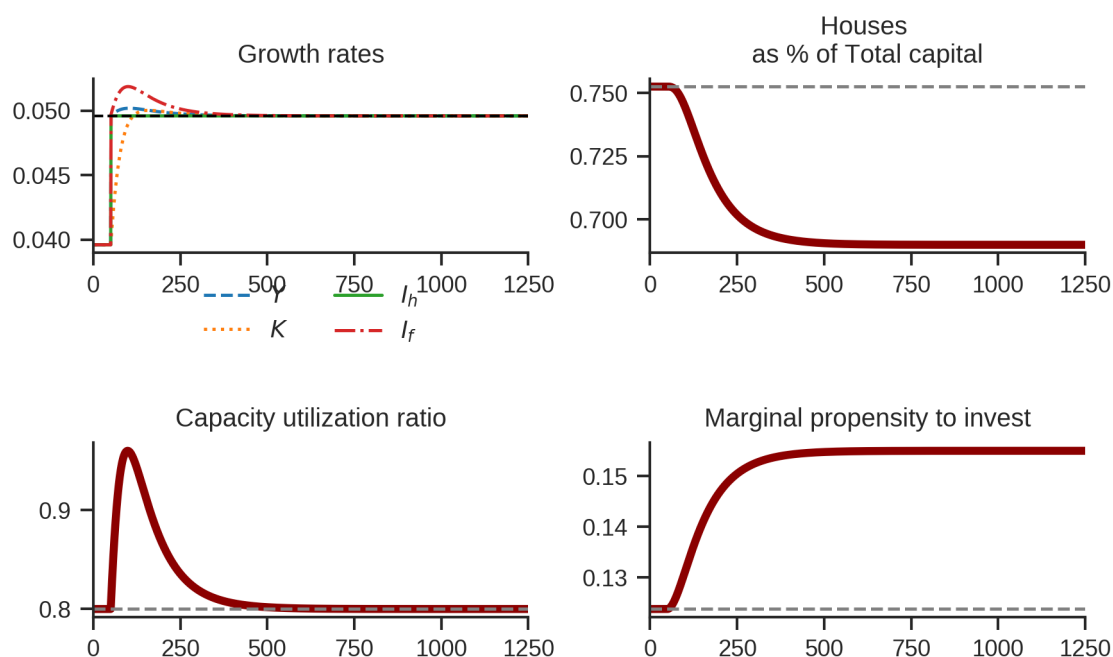 Growth rates
0.050
0.045
0.040
0 250 500 750 1000 1250
Y I_h
K I_f
Houses
as % of Total capital
0.750
0.725
0.700
0 250 500 750 1000 1250
Capacity utilization ratio
0.9
0.8
0 250 500 750 1000 1250
Marginal propensity to invest
0.15
0.14
0.13
0 250 500 750 1000 1250